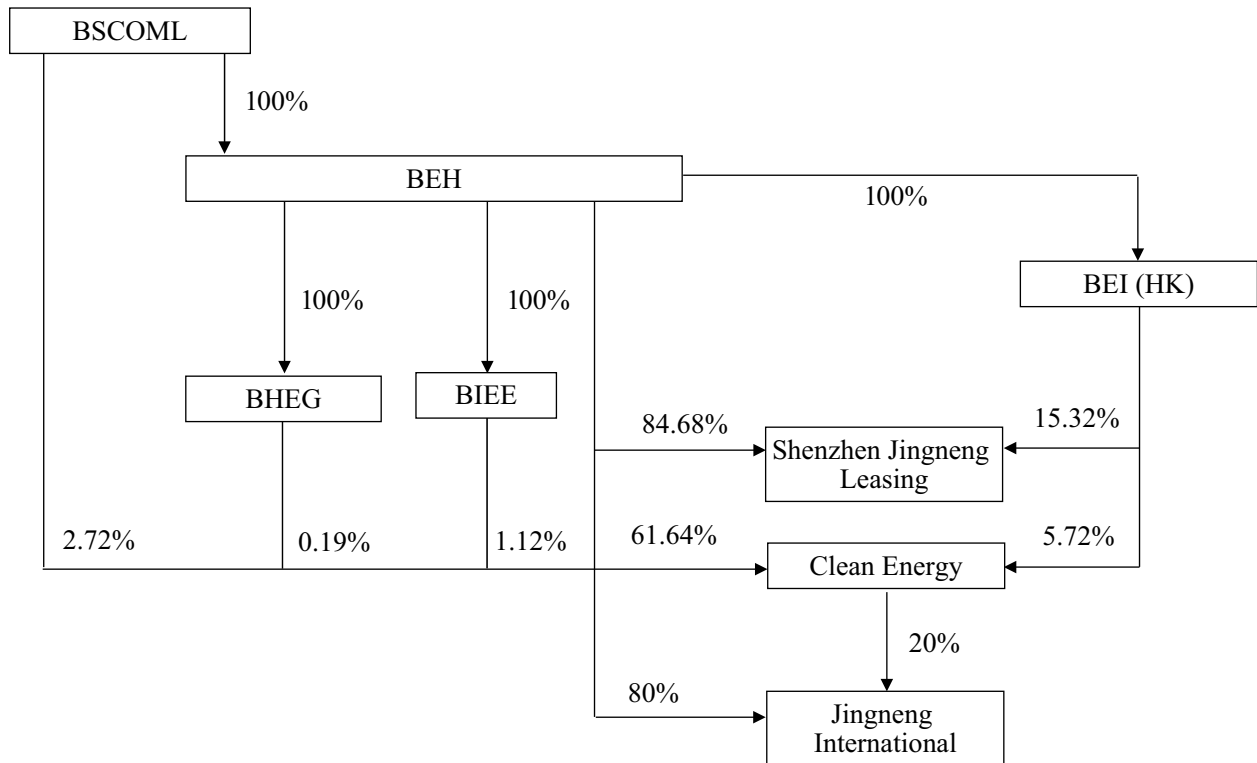 BSCOML
100%
BEH
100%
BEI (HK)
100%
100%
BHEG
BIEE
84.68%
15.32%
Shenzhen Jingneng
Leasing
2.72%
0.19%
1.12%
61.64%
5.72%
Clean Energy
20%
80%
Jingneng
International